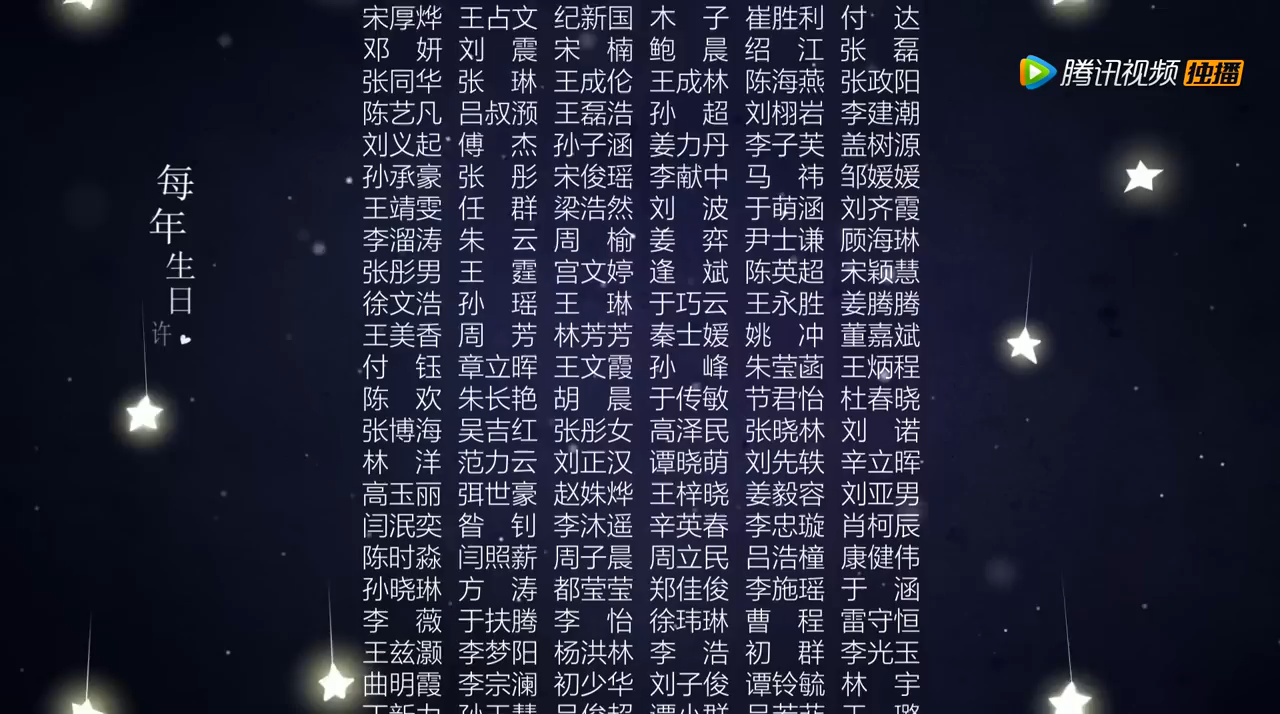 宋厚烨 王占文 纪新国 木 子 崔胜利 付 达
邓 妍 刘 震 宋 楠 鲍 晨 绍 江 张 磊
张同华 张 琳 王成伦 王成林 陈海燕 张政阳
陈艺凡 吕叔灏 王磊浩 孙 超 刘栩岩 李建潮
刘义起 傅 杰 孙子涵 姜力丹 李子芙 盖树源
孙承豪 张 彤 宋俊瑶 李献中 马 祎 邹媛媛
王靖雯 任 群 梁浩然 刘 波 于萌涵 刘齐霞
李溜涛 朱 云 周 榆 姜 弈 尹士谦 顾海琳
张彤男 王 霆 宫文婷 逄 斌 陈英超 宋颖慧
徐文浩 孙 瑶 王 琳 于巧云 王永胜 姜腾腾
王美香 周 芳 林芳芳 秦士媛 姚 冲 董嘉斌
付 钰 章立晖 王文霞 孙 峰 朱莹菡 王炳程
陈 欢 朱长艳 胡 晨 于传敏 节君怡 杜春晓
张博海 吴吉红 张彤女 高泽民 张晓林 刘 诺
林 洋 范力云 刘正汉 谭晓萌 刘先轶 辛立晖
高玉丽 弭世豪 赵姝烨 王梓晓 姜毅容 刘亚男
闫泯奕 昝 钊 李沐遥 辛英春 李忠璇 肖柯辰
陈时淼 闫照薪 周子晨 周立民 吕浩橦 康健伟
孙晓琳 方 涛 都莹莹 郑佳俊 李施瑶 于 涵
李 薇 于扶腾 李 怡 徐玮琳 曹 程 雷守恒
王兹灏 李梦阳 杨洪林 李 浩 初 群 李光玉
曲明霞 李宗澜 初少华 刘子俊 谭铃毓 林 宇
每年生日
许
腾讯视频 独播